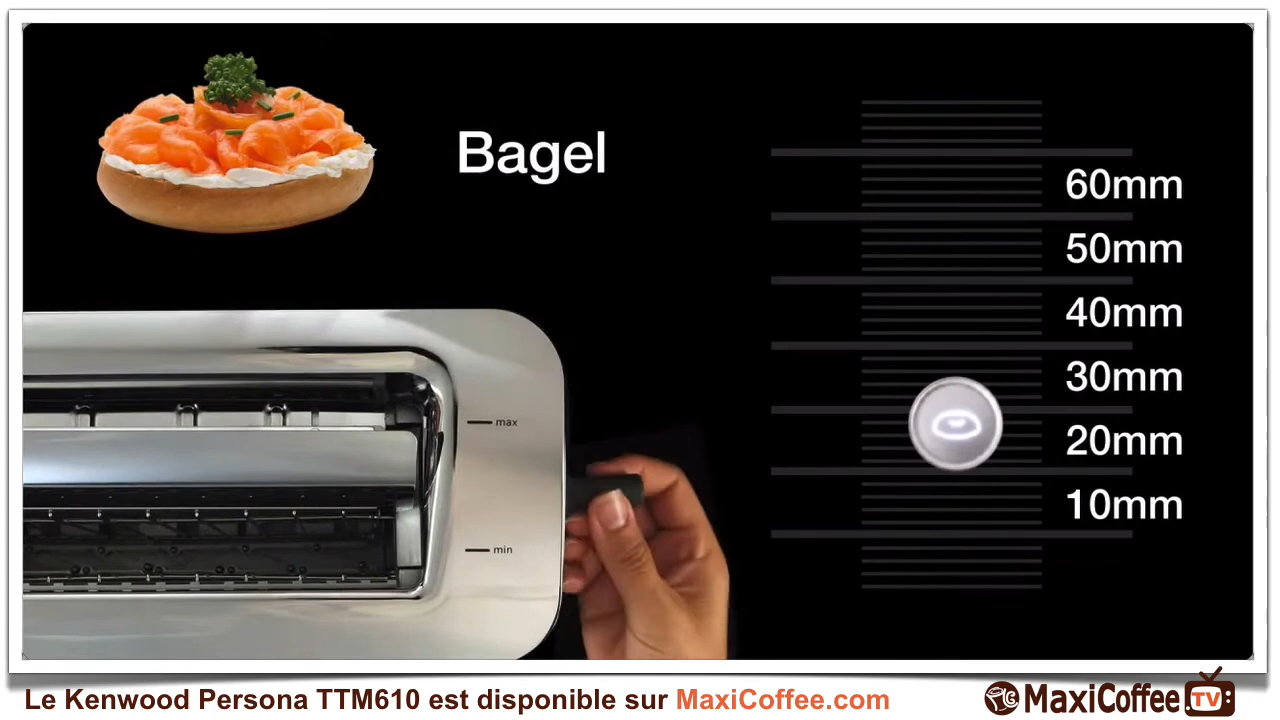 Bagel
60mm
50mm
40mm
30mm
20mm
10mm
max
min
Le Kenwood Persona TTM610 est disponible sur MaxiCoffee.com
MaxiCoffee TV